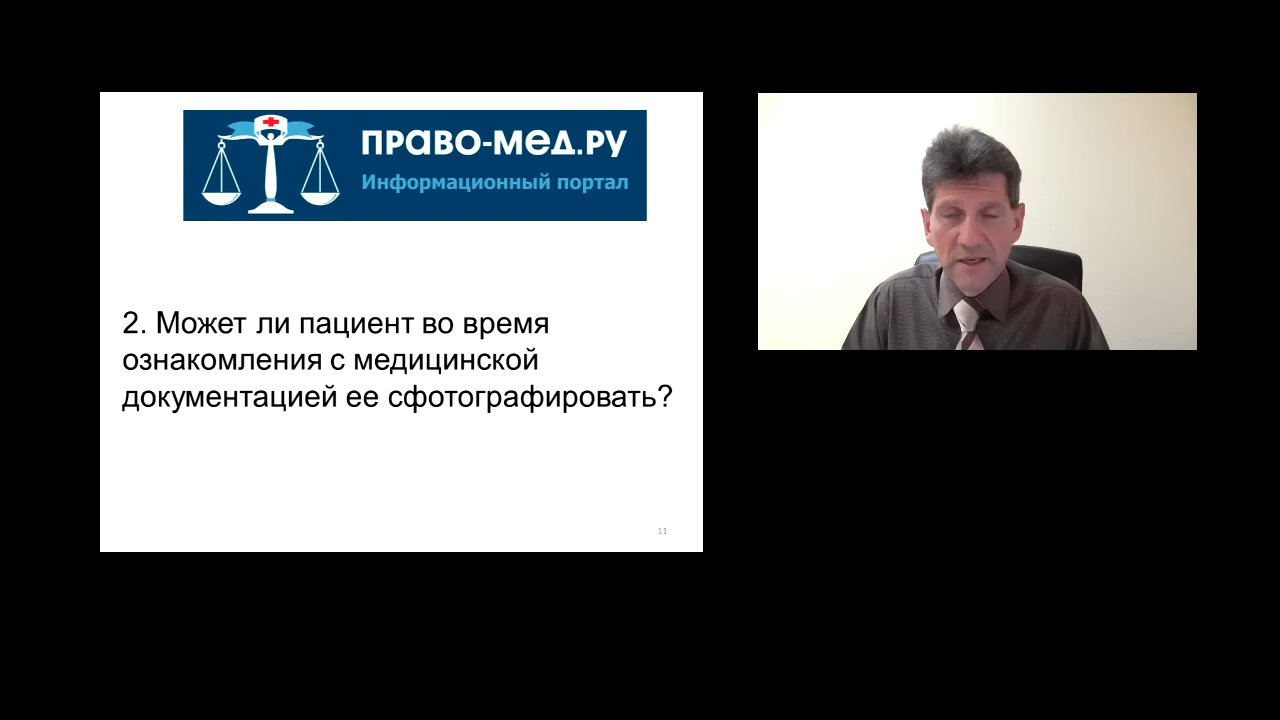 ПРАВО-МЕД.РУ
Информационный портал
2. Может ли пациент во время
ознакомления с медицинской
документацией ее сфотографировать?
11